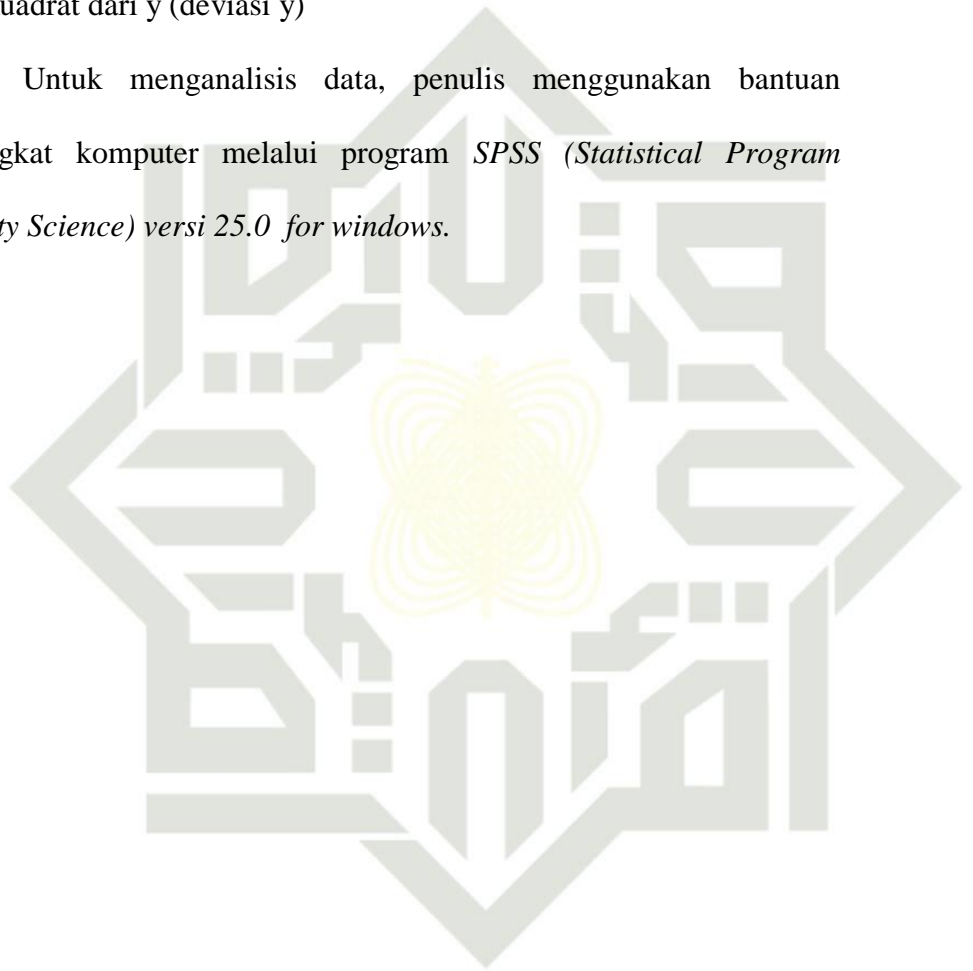 uadrat dari y (deviasi y)
Untuk menganalisis data, penulis menggunakan bantuan
gkat komputer melalui program SPSS (Statistical Program
ty Science) versi 25.0 for windows.